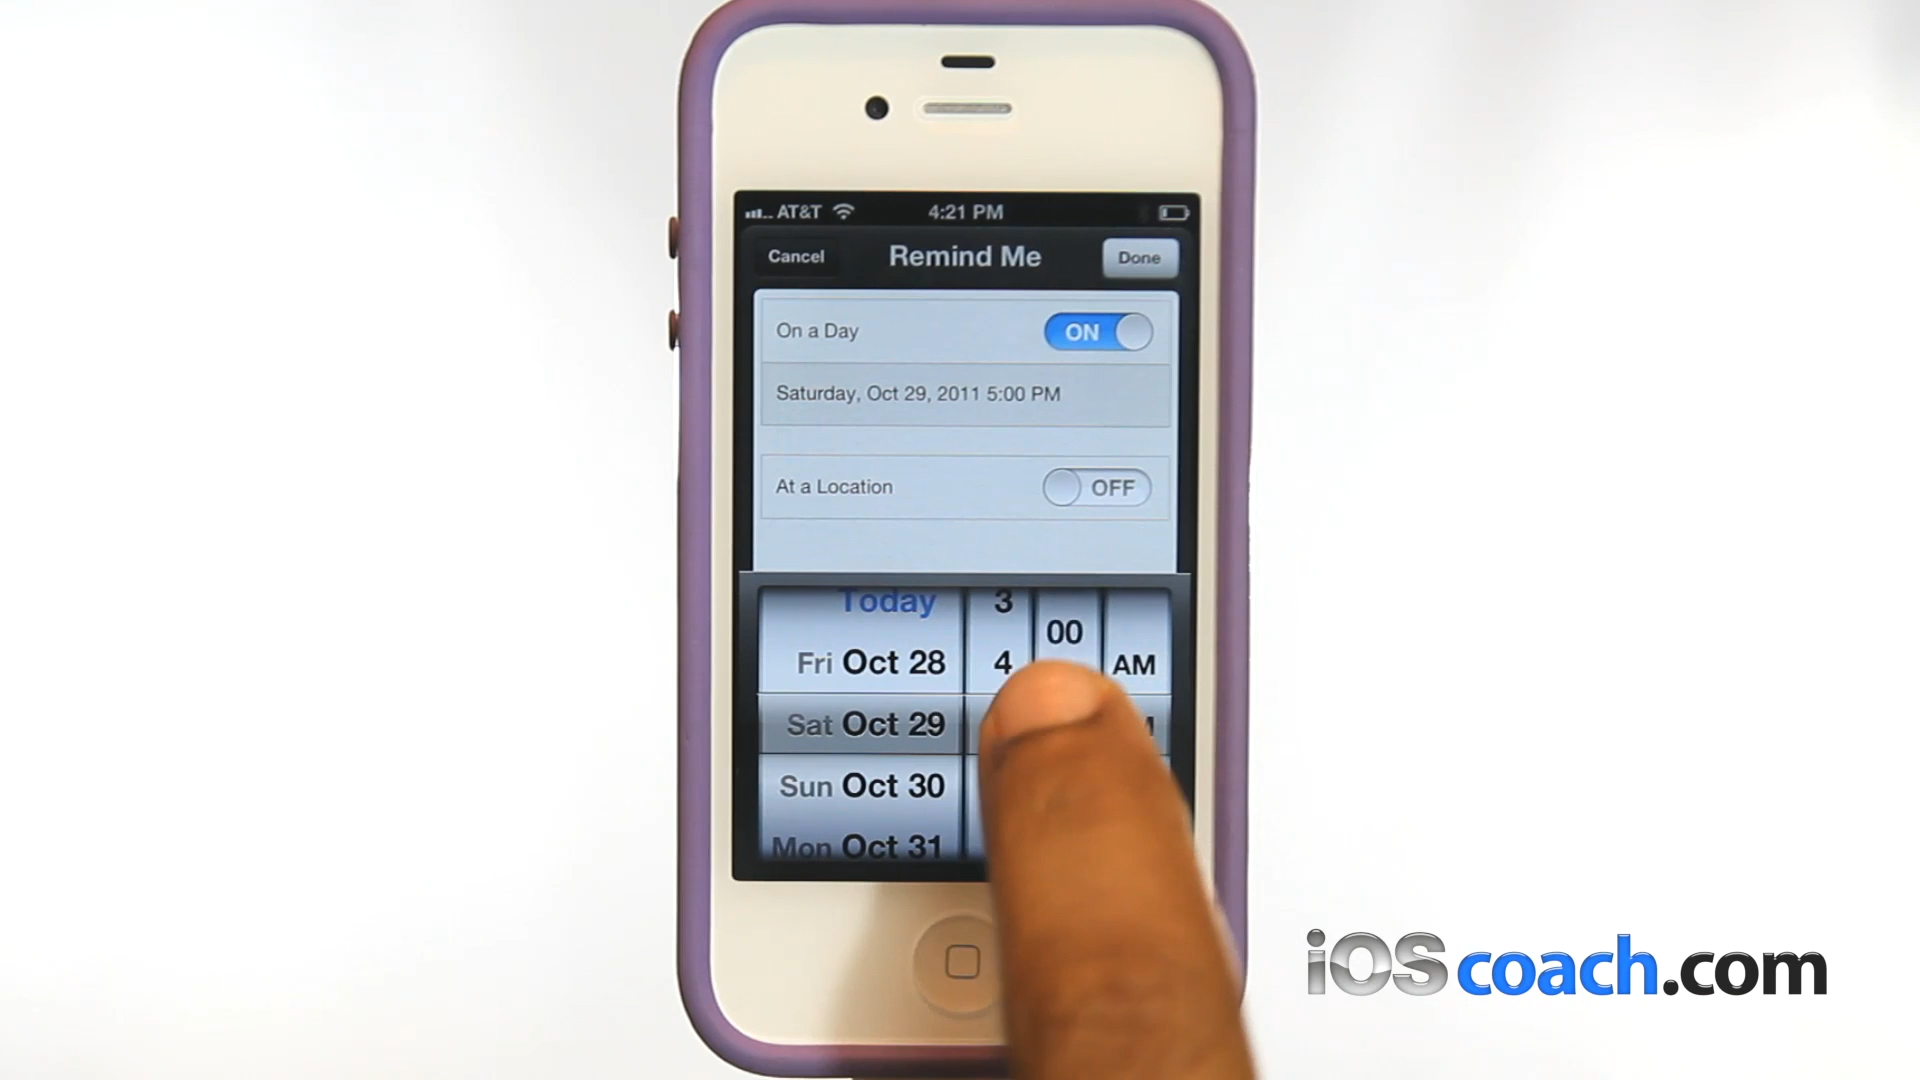 AT&T 4:21 PM
Cancel Remind Me Done
On a Day ON
Saturday, Oct 29, 2011 5:00 PM
At a Location OFF
Today 3
00
Fri Oct 28 4 AM
Sat Oct 29
Sun Oct 30
Mon Oct 31
iOS coach.com